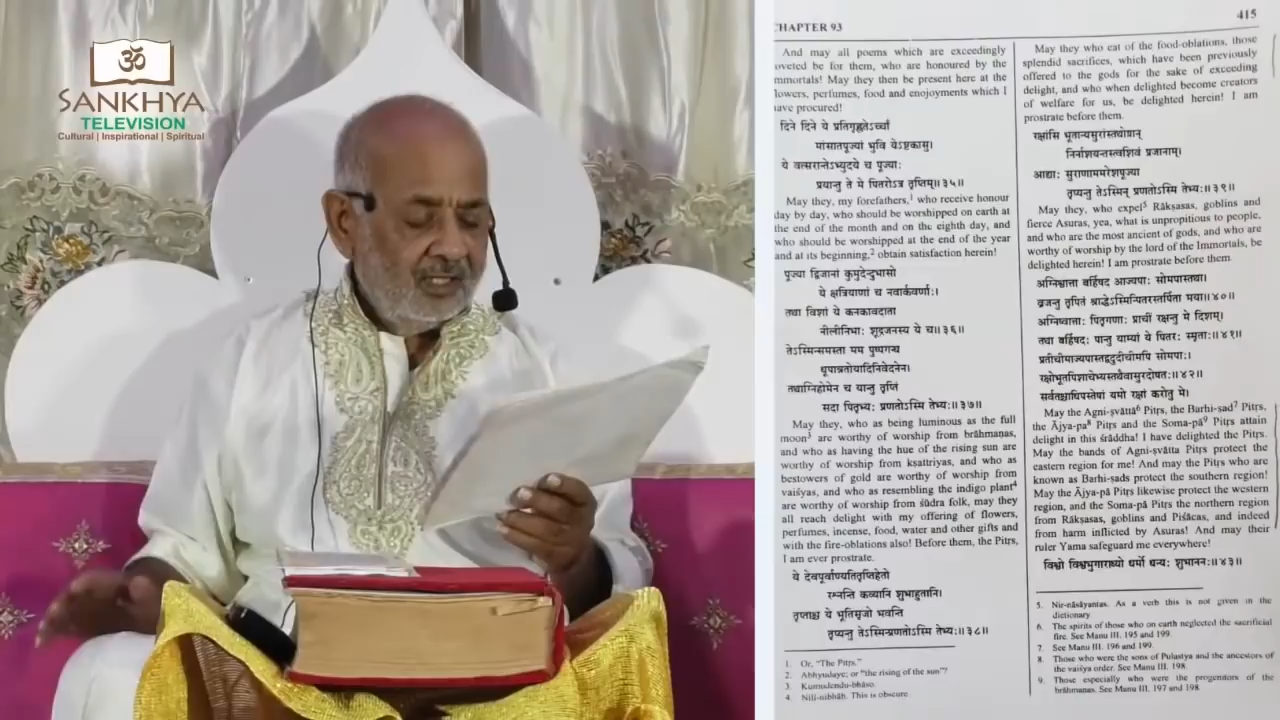 ॐ
SANKHYA
TELEVISION
Cultural | Inspirational | Spiritual
CHAPTER 93
415
And may all poems which are exceedingly
oveted be for them, who are honoured by the
mmortals! May they then be present here at the
lowers, perfumes, food and enojoyments which I
ave procured!
दिने दिने ये प्रतिगृह्णतेऽर्च्चां
मांसातपूज्यां भुवि येऽष्टकासु।
ये वत्सरान्तेऽभ्युदये च पूज्याः
प्रयान्तु ते मे पितरोऽत्र तृप्तिम्॥३५॥
May they, my forefathers,¹ who receive honour
day by day, who should be worshipped on earth at
the end of the month and on the eighth day, and
who should be worshipped at the end of the year
and at its beginning,² obtain satisfaction herein!
पूज्या द्विजानां कुमुदेन्दुभासो
ये क्षत्रियाणां च नवार्कवर्णाः।
तथा विशां ये कनकावदाता
नीलीनिभाः शूद्रजनस्य ये च॥३६॥
तेऽस्मिन्समस्ता मम पुष्पगन्ध
धूपान्नतोयादिनिवेदनेन।
तथाग्निहोमेन च यान्तु तृप्तिं
सदा पितृभ्यः प्रणतोऽस्मि तेभ्यः॥३७॥
May they, who as being luminous as the full
moon³ are worthy of worship from brāhmaṇas,
and who as having the hue of the rising sun are
worthy of worship from kṣattriyas, and who as
bestowers of gold are worthy of worship from
vaiśyas, and who as resembling the indigo plant⁴
are worthy of worship from śūdra folk, may they
all reach delight with my offering of flowers,
perfumes, incense, food, water and other gifts and
with the fire-oblations also! Before them, the Pitṛs,
I am ever prostrate.
ये देवपूर्वाण्यतितृप्तिहेतो
रश्नन्ति कव्यानि शुभाहुतानि।
तृप्ताश्च ये भूतिसृजो भवन्ति
तृप्यन्तु तेऽस्मिन्प्रणतोऽस्मि तेभ्यः॥३८॥
1. Or, "The Pitṛs."
2. Abhyudaye; or "the rising of the sun"?
3. Kumudendu-bhāso.
4. Nīlī-nibhāh. This is obscure.
May they who eat of the food-oblations, those
splendid sacrifices, which have been previously
offered to the gods for the sake of exceeding
delight, and who when delighted become creators
of welfare for us, be delighted herein! I am
prostrate before them.
रक्षांसि भूतान्यसुरांस्तथोग्रान्
निर्नाशयन्तस्त्वशिवं प्रजानाम्।
आद्याः सुराणाममरेशपूज्या
तृप्यन्तु तेऽस्मिन् प्रणतोऽस्मि तेभ्यः॥३९॥
May they, who expel⁵ Rākṣasas, goblins and
fierce Asuras, yea, what is unpropitious to people,
and who are the most ancient of gods, and who are
worthy of worship by the lord of the Immortals, be
delighted herein! I am prostrate before them.
अग्निष्वात्ता बर्हिषद आज्यपाः सोमपास्तथा।
व्रजन्तु तृपितं श्राद्धेऽस्मिन्पितरस्तर्पिता मया॥४०॥
अग्निष्वात्ताः पितृगणाः प्राचीं रक्षन्तु मे दिशम्।
तथा बर्हिषदः पान्तु याम्यां ये पितरः स्मृताः॥४१॥
प्रतीचीमाज्यपास्तद्वदुदीचीमपि सोमपाः।
रक्षोभूतपिशाचेभ्यस्तथैवासुरदोषतः॥४२॥
सर्वतश्चाधिपस्तेषां यमो रक्षां करोतु मे।
May the Agni-ṣvāttā⁶ Pitṛs, the Barhi-ṣad⁷ Pitṛs,
the Ājya-pa⁸ Pitṛs and the Soma-pā⁹ Pitṛs attain
delight in this śrāddha! I have delighted the Pitṛs.
May the bands of Agni-ṣvātta Pitṛs protect the
eastern region for me! And may the Pitṛs who are
known as Barhi-ṣads protect the southern region!
May the Ājya-pā Pitṛs likewise protect the western
region, and the Soma-pā Pitṛs the northern region
from Rākṣasas, goblins and Piśācas, and indeed
from harm inflicted by Asuras! And may their
ruler Yama safeguard me everywhere!
विश्वो विश्वभुगाराध्यो धर्मो धन्यः शुभाननः॥४३॥
5. Nir-nāśayantas. As a verb this is not given in the
dictionary
6. The spirits of those who on earth neglected the sacrificial
fire. See Manu III. 195 and 199.
7. See Manu III. 196 and 199.
8. Those who were the sons of Pulastya and the ancestors of
the vaiśya order. See Manu III. 198.
9. Those especially who were the progenitors of the
brāhmaṇas. See Manu III. 197 and 198.